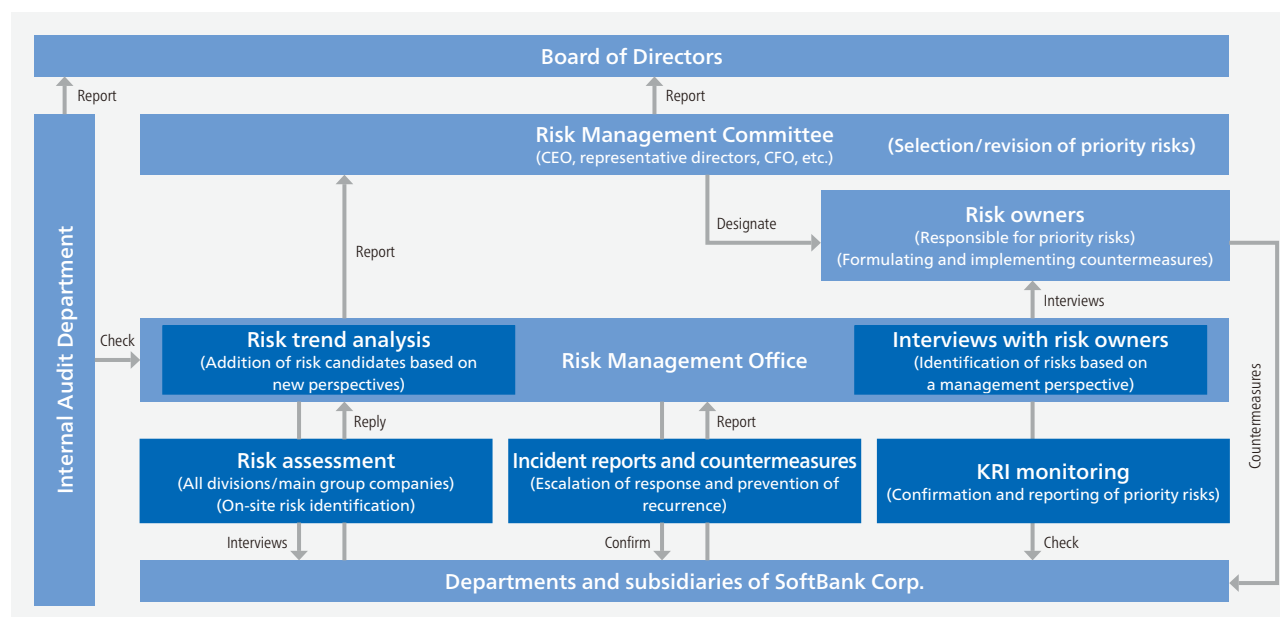 Board of Directors
Report
Report
Internal Audit Department
Risk Management Committee
(CEO, representative directors, CFO, etc.)
(Selection/revision of priority risks)
Report
Designate
Risk owners
(Responsible for priority risks)
(Formulating and implementing countermeasures)
Interviews
Countermeasures
Check
Risk trend analysis
(Addition of risk candidates based on
new perspectives)
Risk Management Office
Interviews with risk owners
(Identification of risks based on
a management perspective)
Reply
Report
Risk assessment
(All divisions/main group companies)
(On-site risk identification)
Incident reports and countermeasures
(Escalation of response and prevention of
recurrence)
KRI monitoring
(Confirmation and reporting of priority risks)
Interviews
Confirm
Check
Departments and subsidiaries of SoftBank Corp.